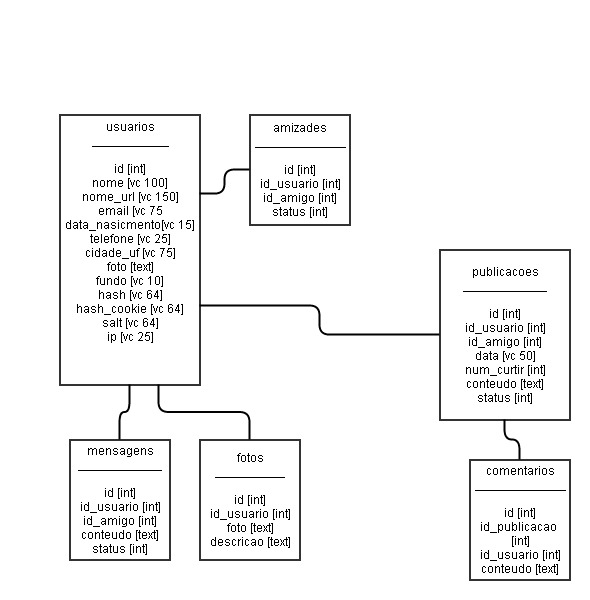 usuarios
id [int]
nome [vc 100]
nome_url [vc 150]
email [vc 75
data_nasicmento[vc 15]
telefone [vc 25]
cidade_uf [vc 75]
foto [text]
fundo [vc 10]
hash [vc 64]
hash_cookie [vc 64]
salt [vc 64]
ip [vc 25]
amizades
id [int]
id_usuario [int]
id_amigo [int]
status [int]
publicacoes
id [int]
id_usuario [int]
id_amigo [int]
data [vc 50]
num_curtir [int]
conteudo [text]
status [int]
mensagens
id [int]
id_usuario [int]
id_amigo [int]
conteudo [text]
status [int]
fotos
id [int]
id_usuario [int]
foto [text]
descricao [text]
comentarios
id [int]
id_publicacao
[int]
id_usuario [int]
conteudo [text]